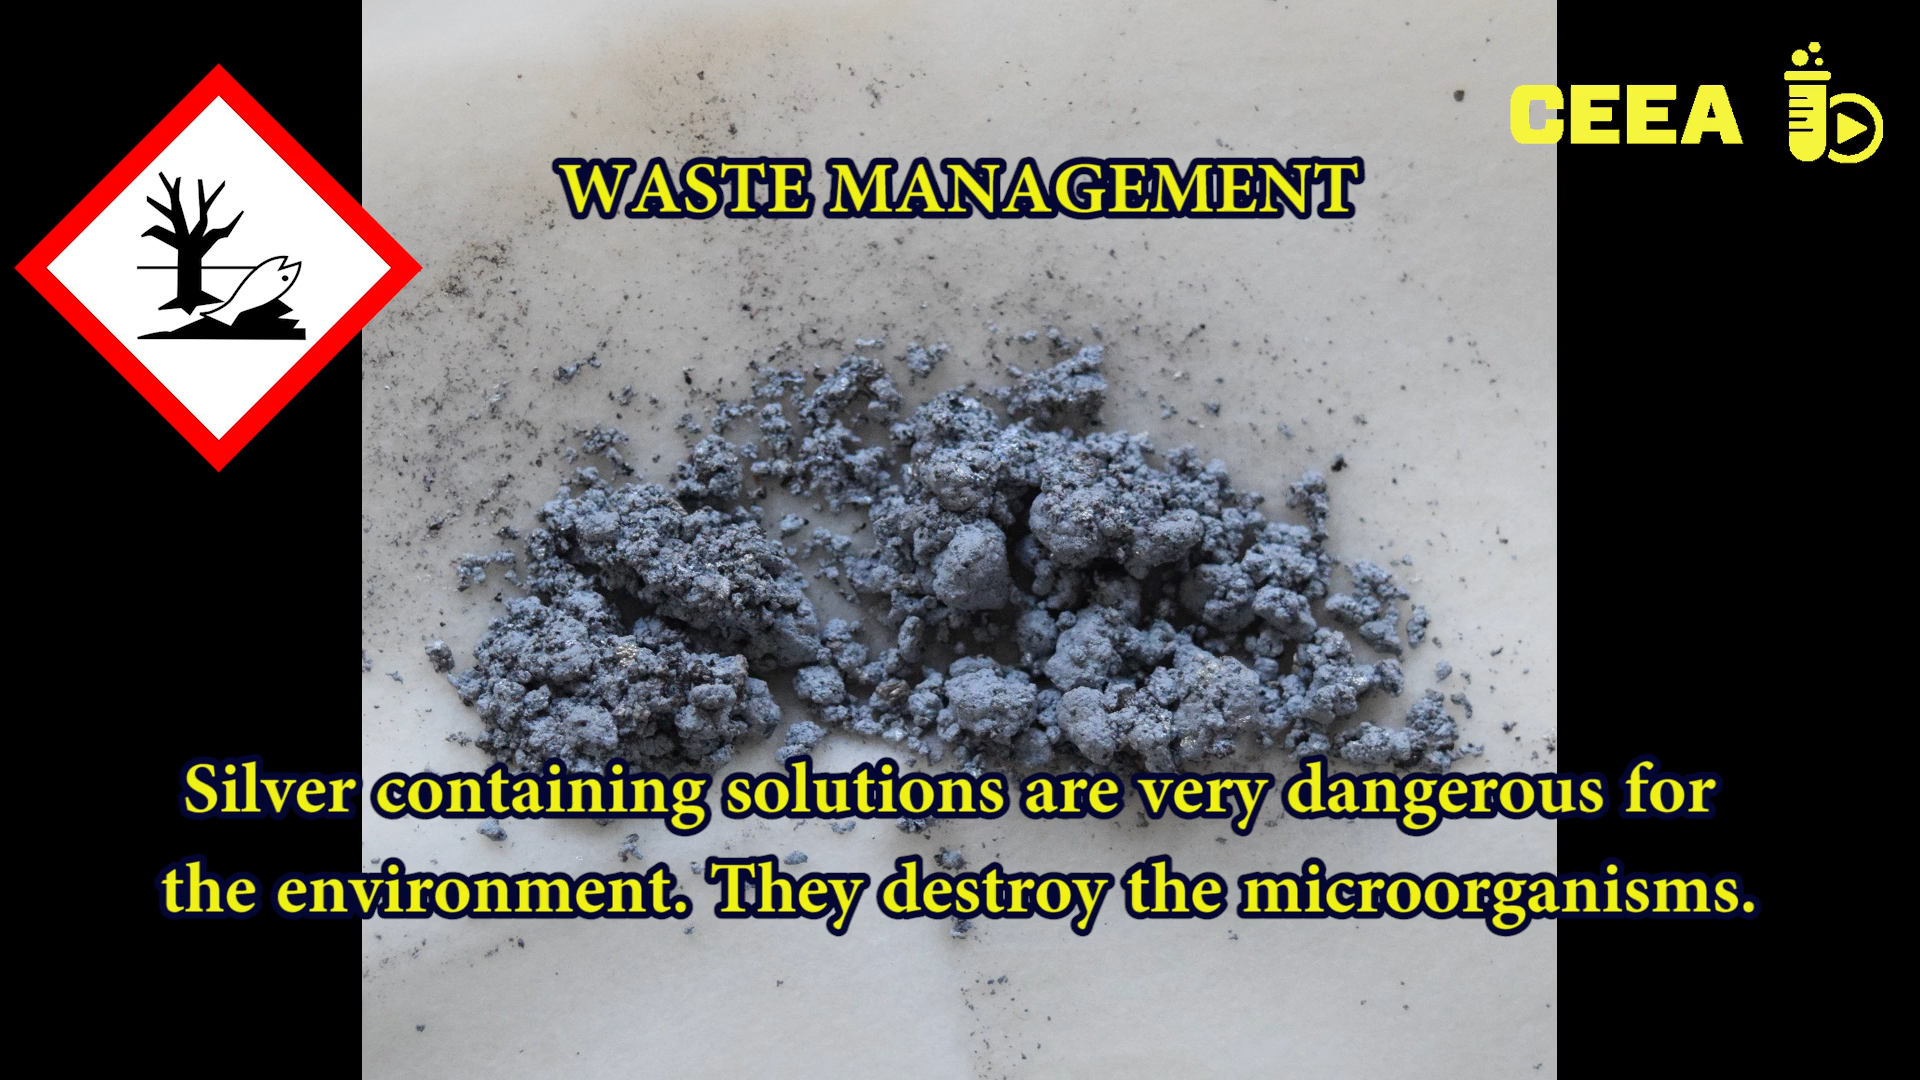 CEEA
WASTE MANAGEMENT
Silver containing solutions are very dangerous for
the environment. They destroy the microorganisms.